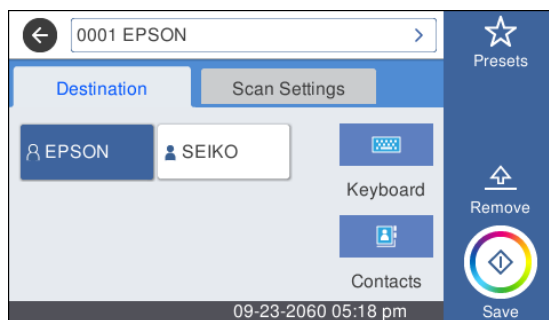 0001 EPSON
Presets
Destination
Scan Settings
EPSON
SEIKO
Keyboard
Remove
Contacts
09-23-2060 05:18 pm
Save